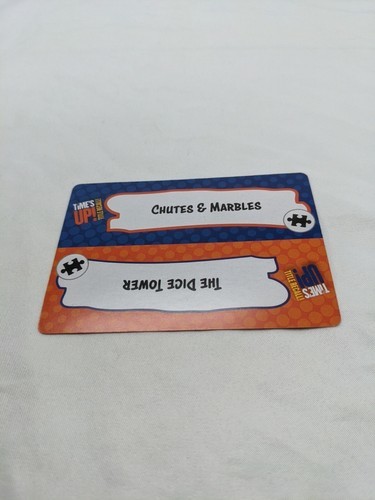 TIME'S
UP!
TITLE RECALL!
CHUTES & MARBLES
THE DICE TOWER
TIME'S
UP!
TITLE RECALL!